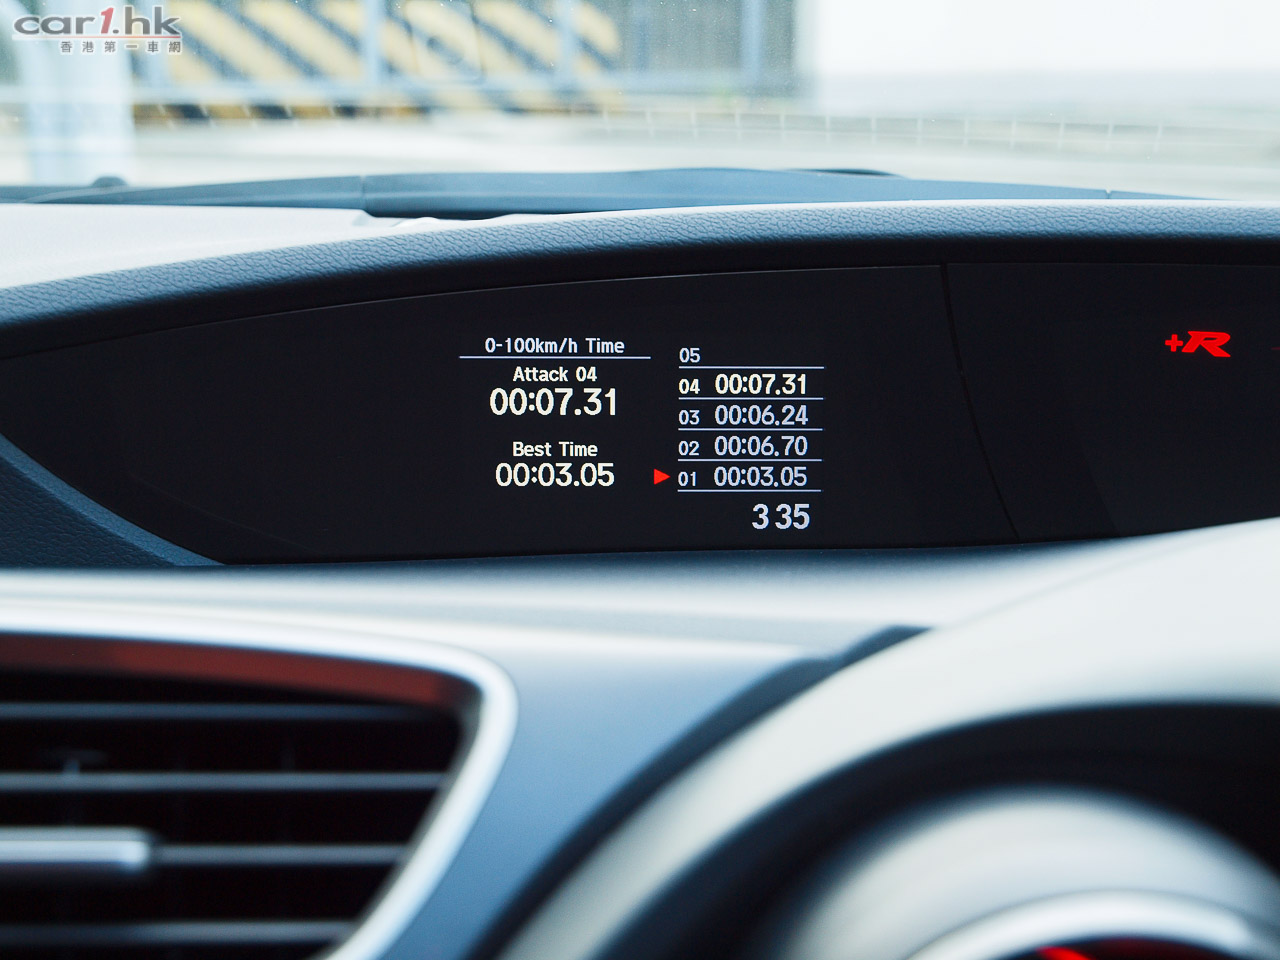 car1.hk
香港第一車網
0-100km/h Time
Attack 04
00:07.31
Best Time
00:03.05
05
04 00:07.31
03 00:06.24
02 00:06.70
01 00:03.05
335
+R